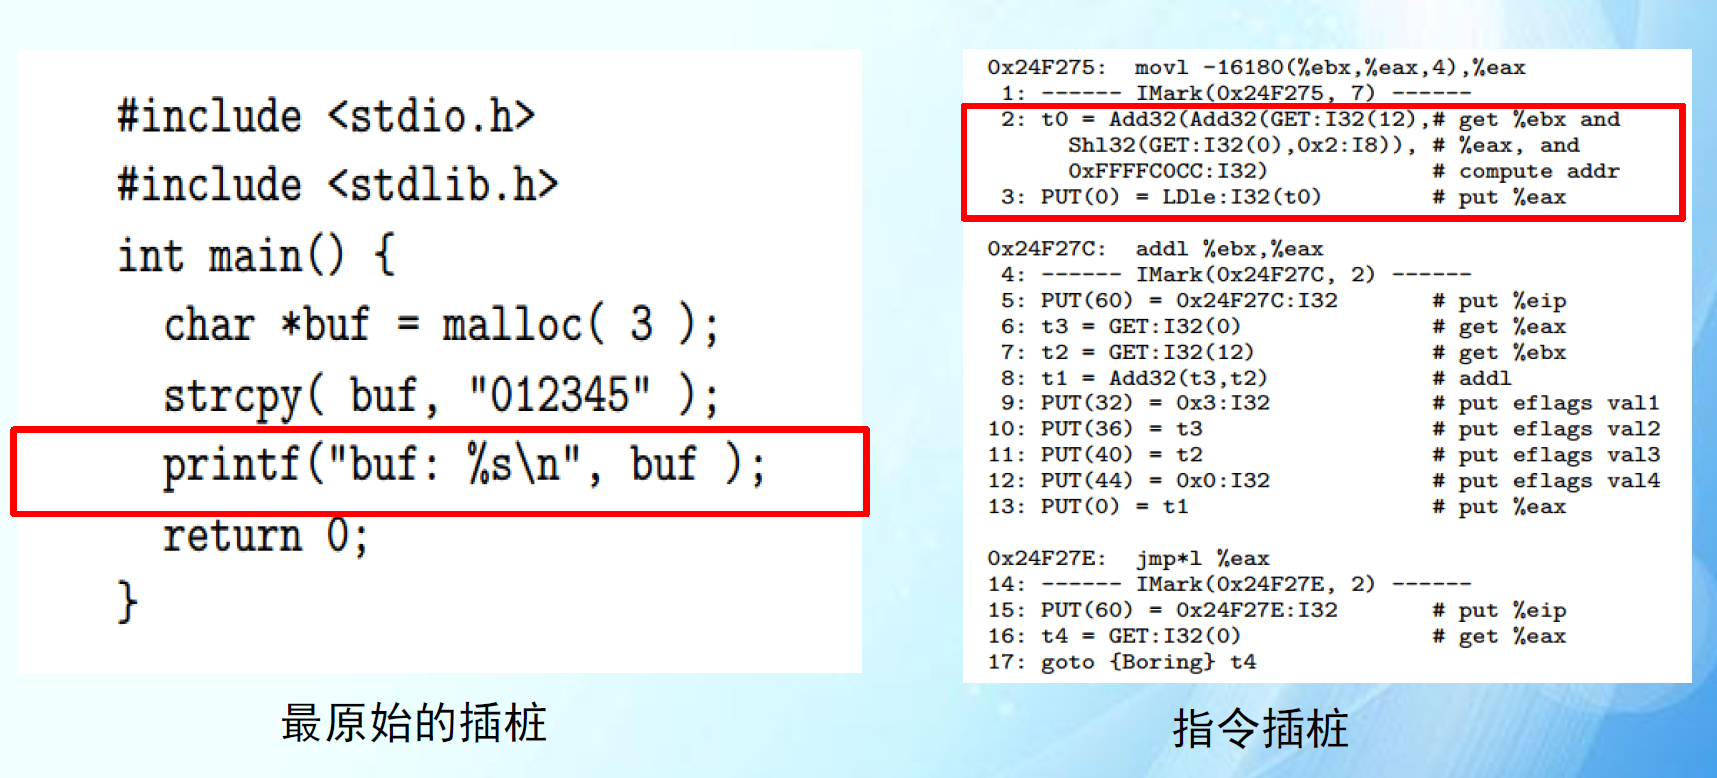 #include <stdio.h>
#include <stdlib.h>
int main() {
char *buf = malloc( 3 );
strcpy( buf, "012345" );
printf("buf: %s\n", buf );
return 0;
}
最原始的插桩
0x24F275: movl -16180(%ebx,%eax,4),%eax
1: ------ IMark(0x24F275, 7) ------
2: t0 = Add32(Add32(GET:I32(12),# get %ebx and
Shl32(GET:I32(0),0x2:I8)), # %eax, and
0xFFFFC0CC:I32) # compute addr
3: PUT(0) = LDle:I32(t0) # put %eax
0x24F27C: addl %ebx,%eax
4: ------ IMark(0x24F27C, 2) ------
5: PUT(60) = 0x24F27C:I32 # put %eip
6: t3 = GET:I32(0) # get %eax
7: t2 = GET:I32(12) # get %ebx
8: t1 = Add32(t3,t2) # addl
9: PUT(32) = 0x3:I32 # put eflags val1
10: PUT(36) = t3 # put eflags val2
11: PUT(40) = t2 # put eflags val3
12: PUT(44) = 0x0:I32 # put eflags val4
13: PUT(0) = t1 # put %eax
0x24F27E: jmp*l %eax
14: ------ IMark(0x24F27E, 2) ------
15: PUT(60) = 0x24F27E:I32 # put %eip
16: t4 = GET:I32(0) # get %eax
17: goto {Boring} t4
指令插桩